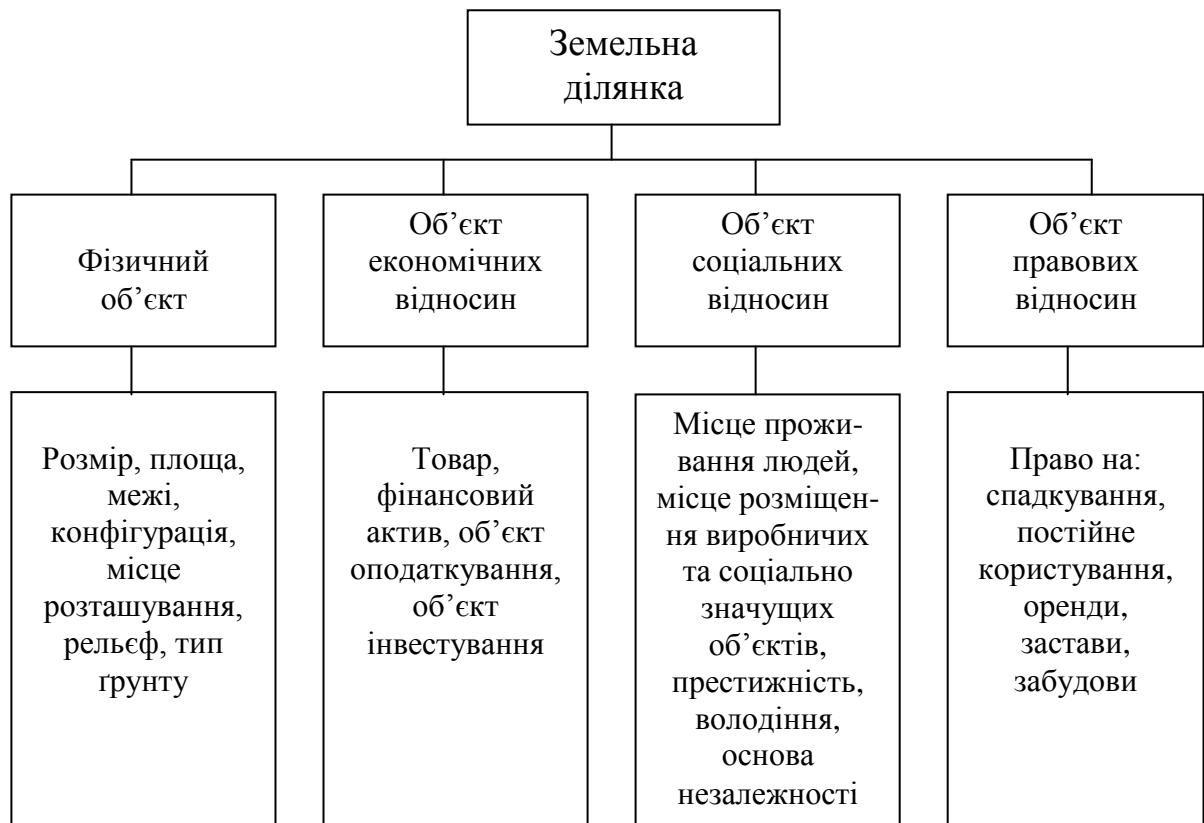 Земельна
ділянка
Фізичний
об’єкт
Об’єкт
економічних
відносин
Об’єкт
соціальних
відносин
Об’єкт
правових
відносин
Розмір, площа,
межі,
конфігурація,
місце
розташування,
рельєф, тип
ґрунту
Товар,
фінансовий
актив, об’єкт
оподаткування,
об’єкт
інвестування
Місце прожи-
вання людей,
місце розміщен-
ня виробничих
та соціально
значущих
об’єктів,
престижність,
володіння,
основа
незалежності
Право на:
спадкування,
постійне
користування,
оренди,
застави,
забудови